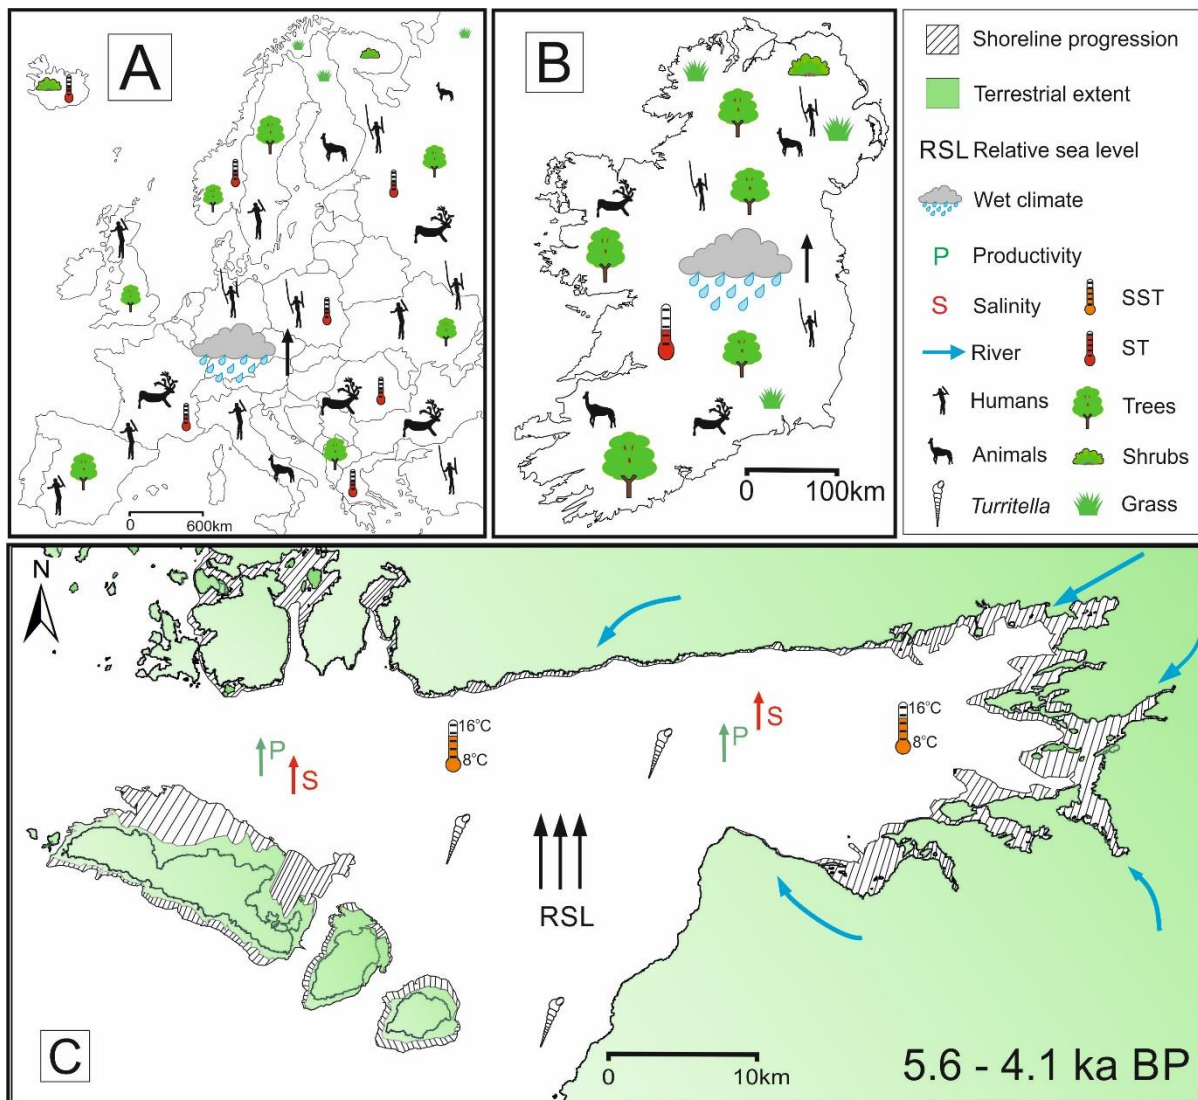 A
0 600km
B
0 100km
Shoreline progression
Terrestrial extent
RSL Relative sea level
Wet climate
P Productivity
S Salinity
SST
River
ST
Humans
Trees
Animals
Shrubs
Turritella
Grass
N
16°C
8°C
P
S
P
S
16°C
8°C
RSL
C
0 10km
5.6 - 4.1 ka BP